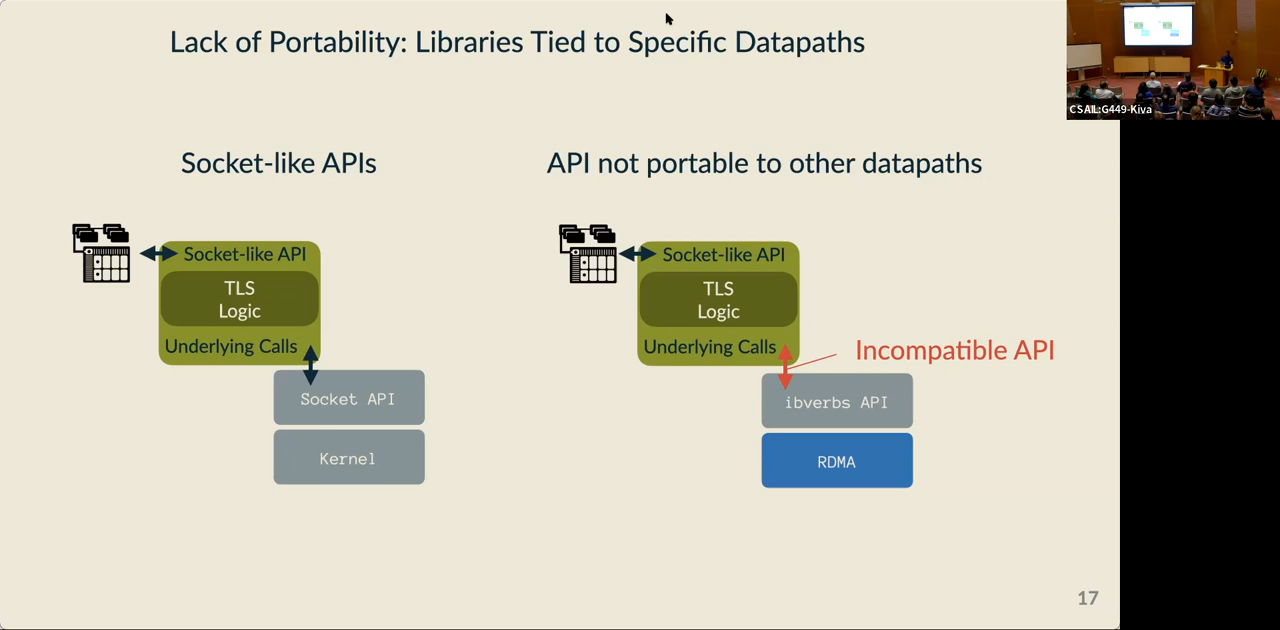 Lack of Portability: Libraries Tied to Specific Datapaths
CSAIL:G449-Kiva
Socket-like APIs
API not portable to other datapaths
Socket-like API
TLS
Logic
Underlying Calls
Socket API
Kernel
Socket-like API
TLS
Logic
Underlying Calls
Incompatible API
ibverbs API
RDMA
17